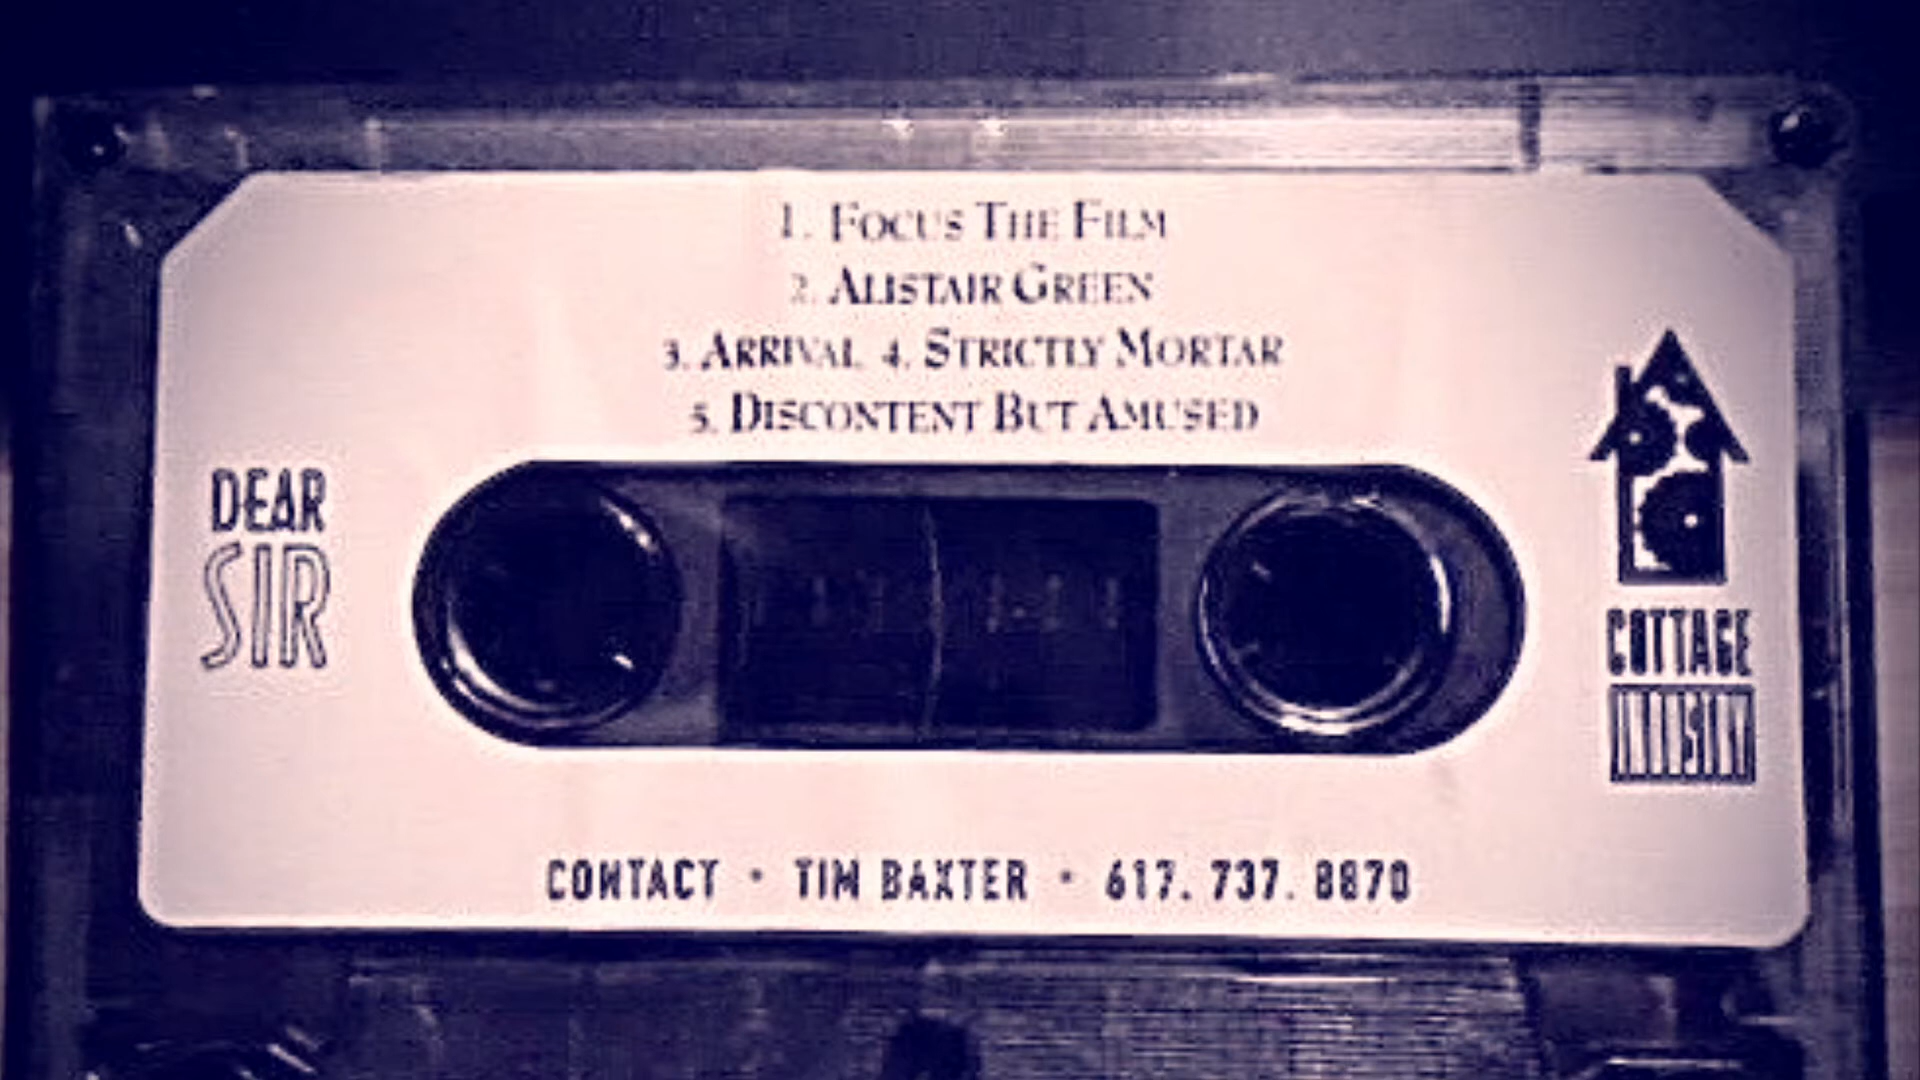 1. FOCUS THE FILM
2. ALISTAIR GREEN
3. ARRIVAL 4. STRICTLY MORTAR
5. DISCONTENT BUT AMUSED
DEAR
SIR
COTTAGE
INDUSTRY
CONTACT • TIM BAXTER • 617. 737. 8870